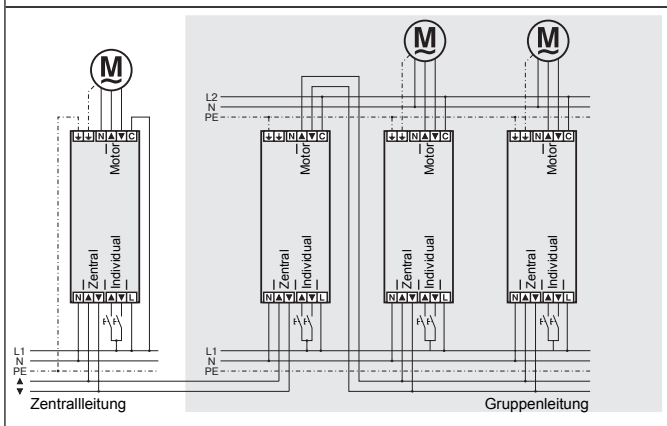 M M M
L2
N
PE
N ▲ ▼ C N ▲ ▼ C N ▲ ▼ C N ▲ ▼ C
Motor Motor Motor Motor
Zentral Individual Zentral Individual Zentral Individual Zentral Individual
N ▲ ▼ ▲ ▼ L N ▲ ▼ ▲ ▼ L N ▲ ▼ ▲ ▼ L N ▲ ▼ ▲ ▼ L
L1 L1
N N
PE PE
▲
▼
Zentralleitung Gruppenleitung